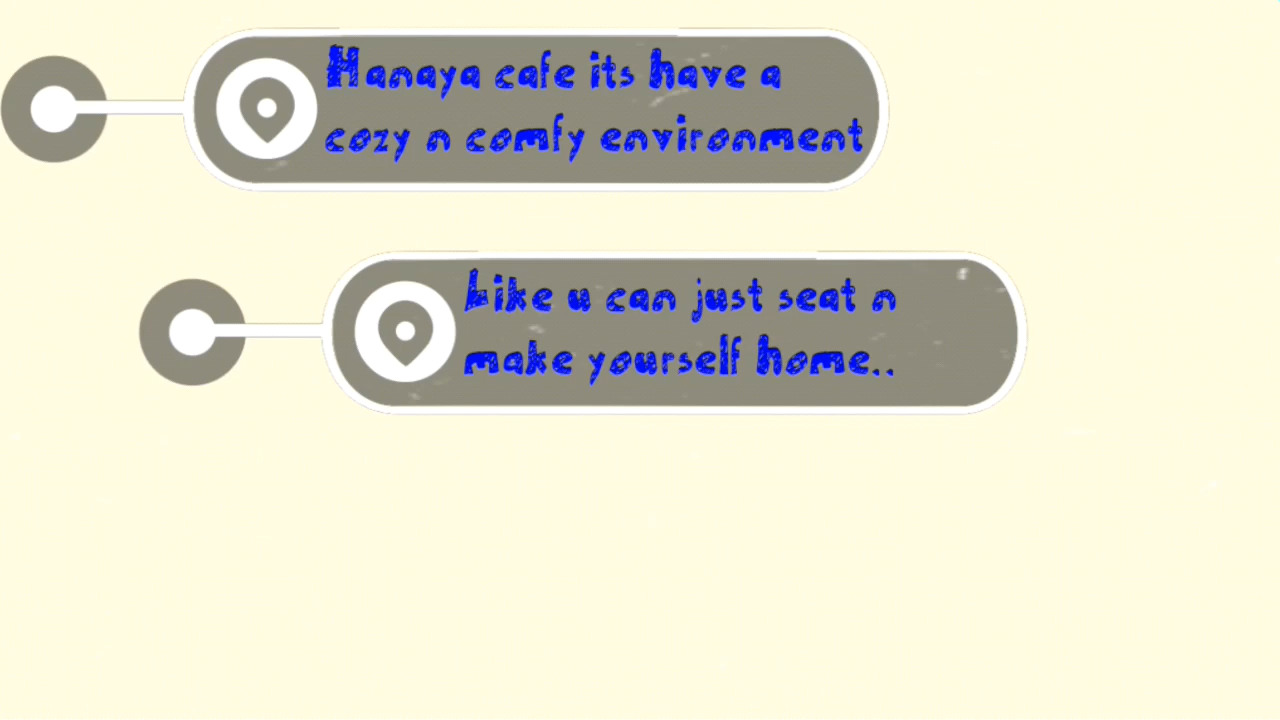 Hanaya cafe its have a
cozy n comfy environment
Like u can just seat n
make yourself home..